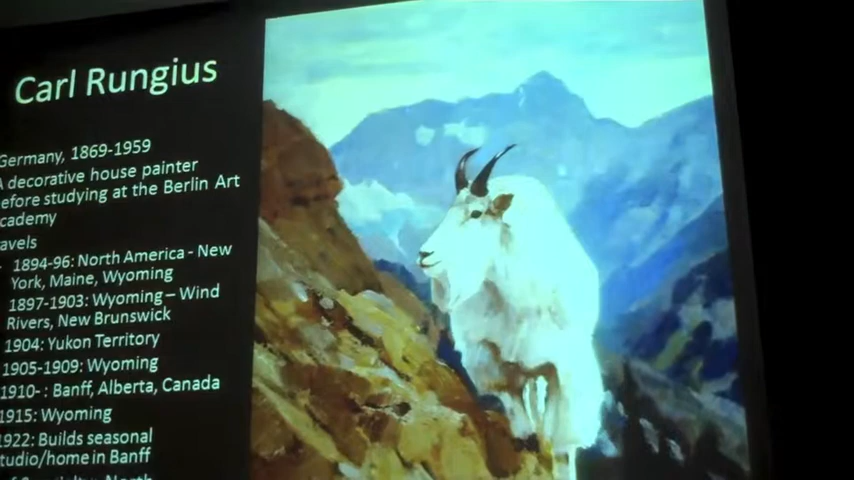 Carl Rungius
Germany, 1869-1959
A decorative house painter
before studying at the Berlin Art
Academy
Travels
1894-96: North America - New
York, Maine, Wyoming
1897-1903: Wyoming – Wind
Rivers, New Brunswick
1904: Yukon Territory
1905-1909: Wyoming
1910- : Banff, Alberta, Canada
1915: Wyoming
1922: Builds seasonal
studio/home in Banff